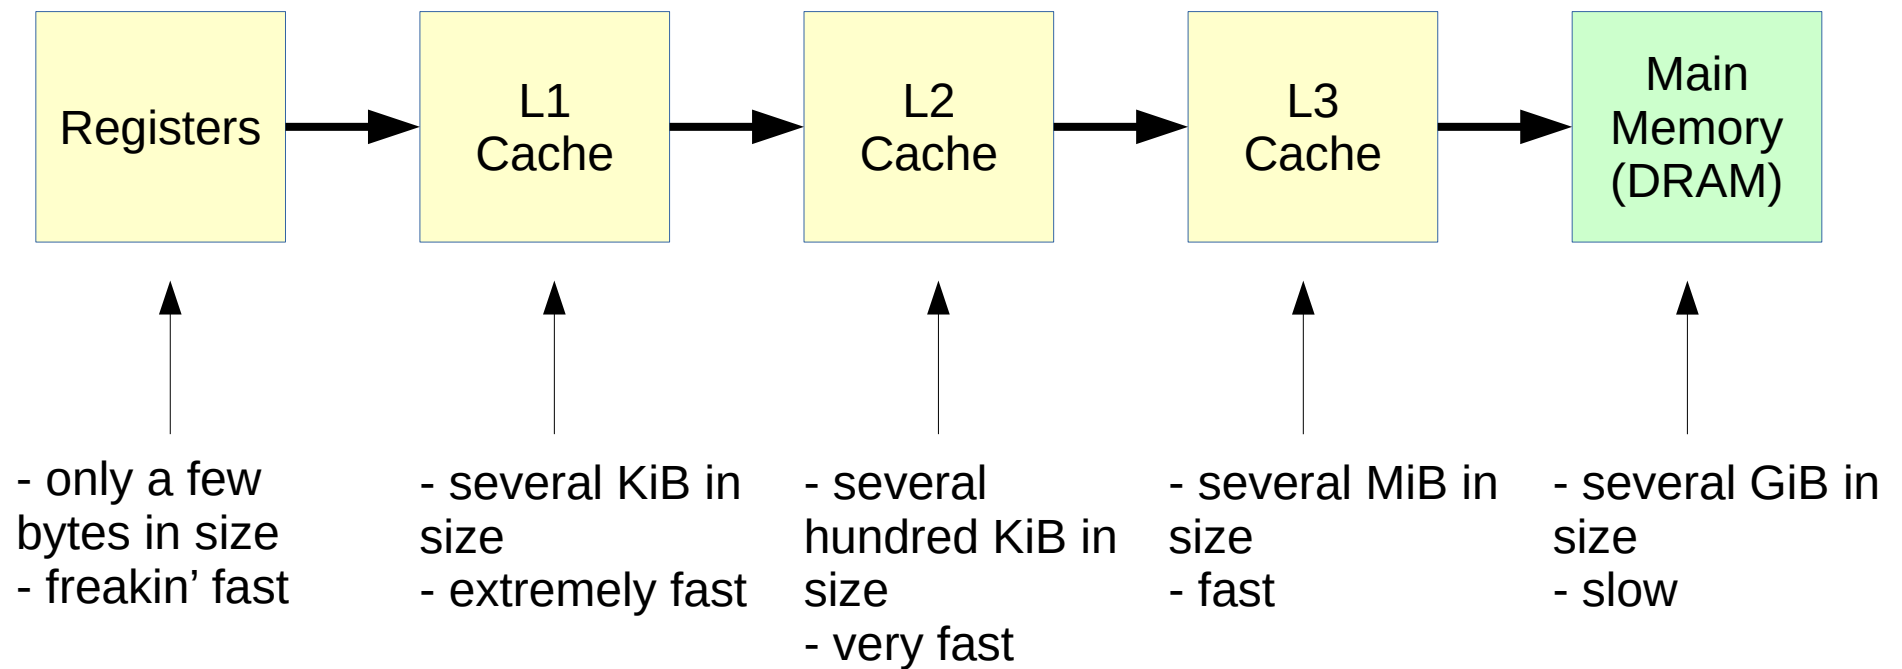 Registers
L1
Cache
L2
Cache
L3
Cache
Main
Memory
(DRAM)
- only a few
bytes in size
- freakin’ fast
- several KiB in
size
- extremely fast
- several
hundred KiB in
size
- very fast
- several MiB in
size
- fast
- several GiB in
size
- slow